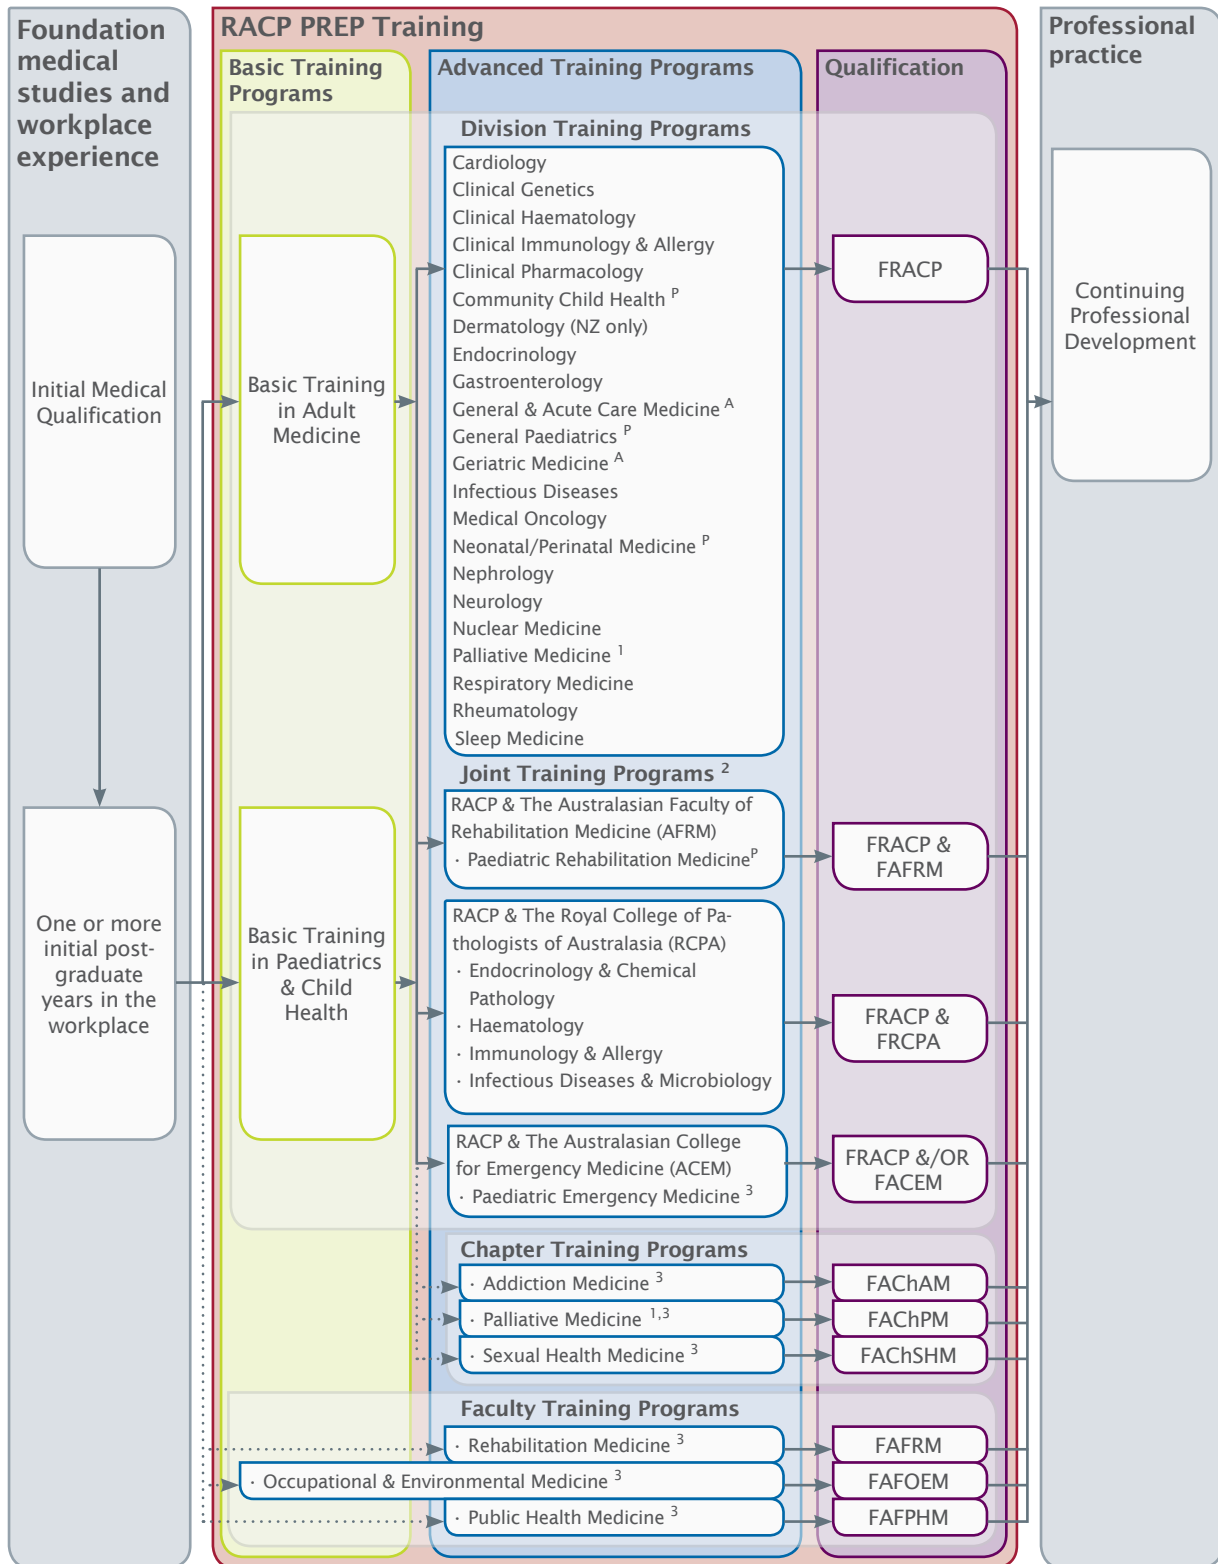 Foundation
medical
studies and
workplace
experience
Initial Medical
Qualification
One or more
initial post-
graduate
years in the
workplace
RACP PREP Training
Basic Training
Programs
Basic Training
in Adult
Medicine
Basic Training
in Paediatrics
& Child
Health
Advanced Training Programs
Division Training Programs
Cardiology
Clinical Genetics
Clinical Haematology
Clinical Immunology & Allergy
Clinical Pharmacology
Community Child Health P
Dermatology (NZ only)
Endocrinology
Gastroenterology
General & Acute Care Medicine A
General Paediatrics P
Geriatric Medicine A
Infectious Diseases
Medical Oncology
Neonatal/Perinatal Medicine P
Nephrology
Neurology
Nuclear Medicine
Palliative Medicine 1
Respiratory Medicine
Rheumatology
Sleep Medicine
Joint Training Programs 2
RACP & The Australasian Faculty of
Rehabilitation Medicine (AFRM)
· Paediatric Rehabilitation MedicineP
RACP & The Royal College of Pa-
thologists of Australasia (RCPA)
· Endocrinology & Chemical
Pathology
· Haematology
· Immunology & Allergy
· Infectious Diseases & Microbiology
RACP & The Australasian College
for Emergency Medicine (ACEM)
· Paediatric Emergency Medicine 3
Chapter Training Programs
· Addiction Medicine 3
· Palliative Medicine 1,3
· Sexual Health Medicine 3
Faculty Training Programs
· Rehabilitation Medicine 3
· Occupational & Environmental Medicine 3
· Public Health Medicine 3
Qualification
FRACP
FRACP &
FAFRM
FRACP &
FRCPA
FRACP &/OR
FACEM
FAChAM
FAChPM
FAChSHM
FAFRM
FAFOEM
FAFPHM
Professional
practice
Continuing
Professional
Development